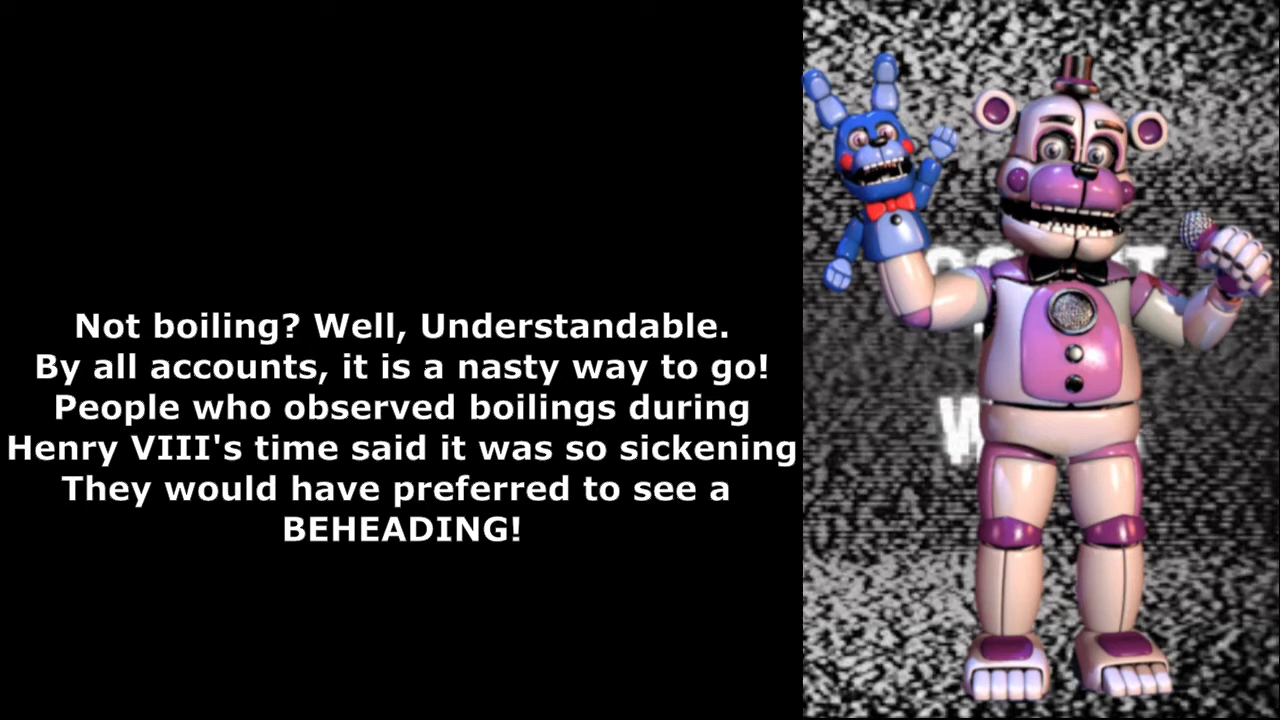 Not boiling? Well, Understandable.
By all accounts, it is a nasty way to go!
People who observed boilings during
Henry VIII's time said it was so sickening
They would have preferred to see a
BEHEADING!